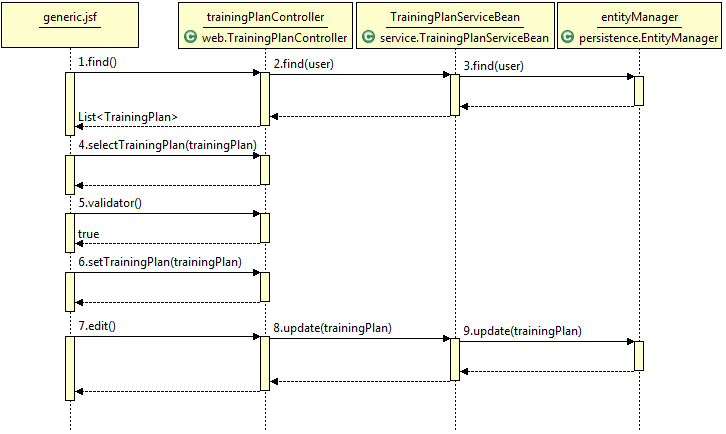 generic.jsf
trainingPlanController
C web.TrainingPlanController
TrainingPlanServiceBean
C service.TrainingPlanServiceBean
entityManager
C persistence.EntityManager
1.find()
2.find(user)
3.find(user)
List<TrainingPlan>
4.selectTrainingPlan(trainingPlan)
5.validator()
true
6.setTrainingPlan(trainingPlan)
7.edit()
8.update(trainingPlan)
9.update(trainingPlan)